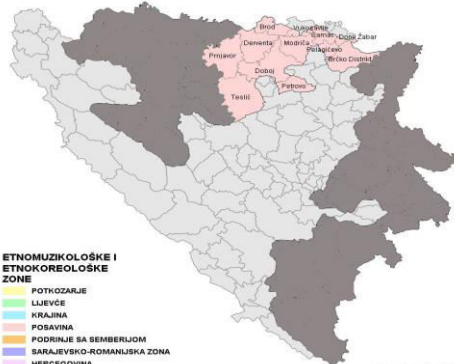 Brod
Vukosavlje
Šamac
Donji Žabar
Derventa
Modriča
Pelagićevo
Prnjavor
Brčko Distrikt
Doboj
Petrovo
Teslić
ETNOMUZIKOLOŠKE I
ETNOKOREOLOŠKE
ZONE
POTKOZARJE
LIJEVČE
KRAJINA
POSAVINA
PODRINJE SA SEMBERIJOM
SARAJEVSKO-ROMANIJSKA ZONA
HERCEGOVINA